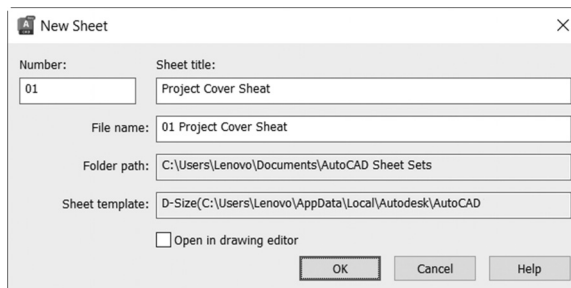 New Sheet
Number: Sheet title:
01 Project Cover Sheat
File name: 01 Project Cover Sheat
Folder path: C:\Users\Lenovo\Documents\AutoCAD Sheet Sets
Sheet template: D-Size(C:\Users\Lenovo\AppData\Local\Autodesk\AutoCAD
Open in drawing editor
OK Cancel Help